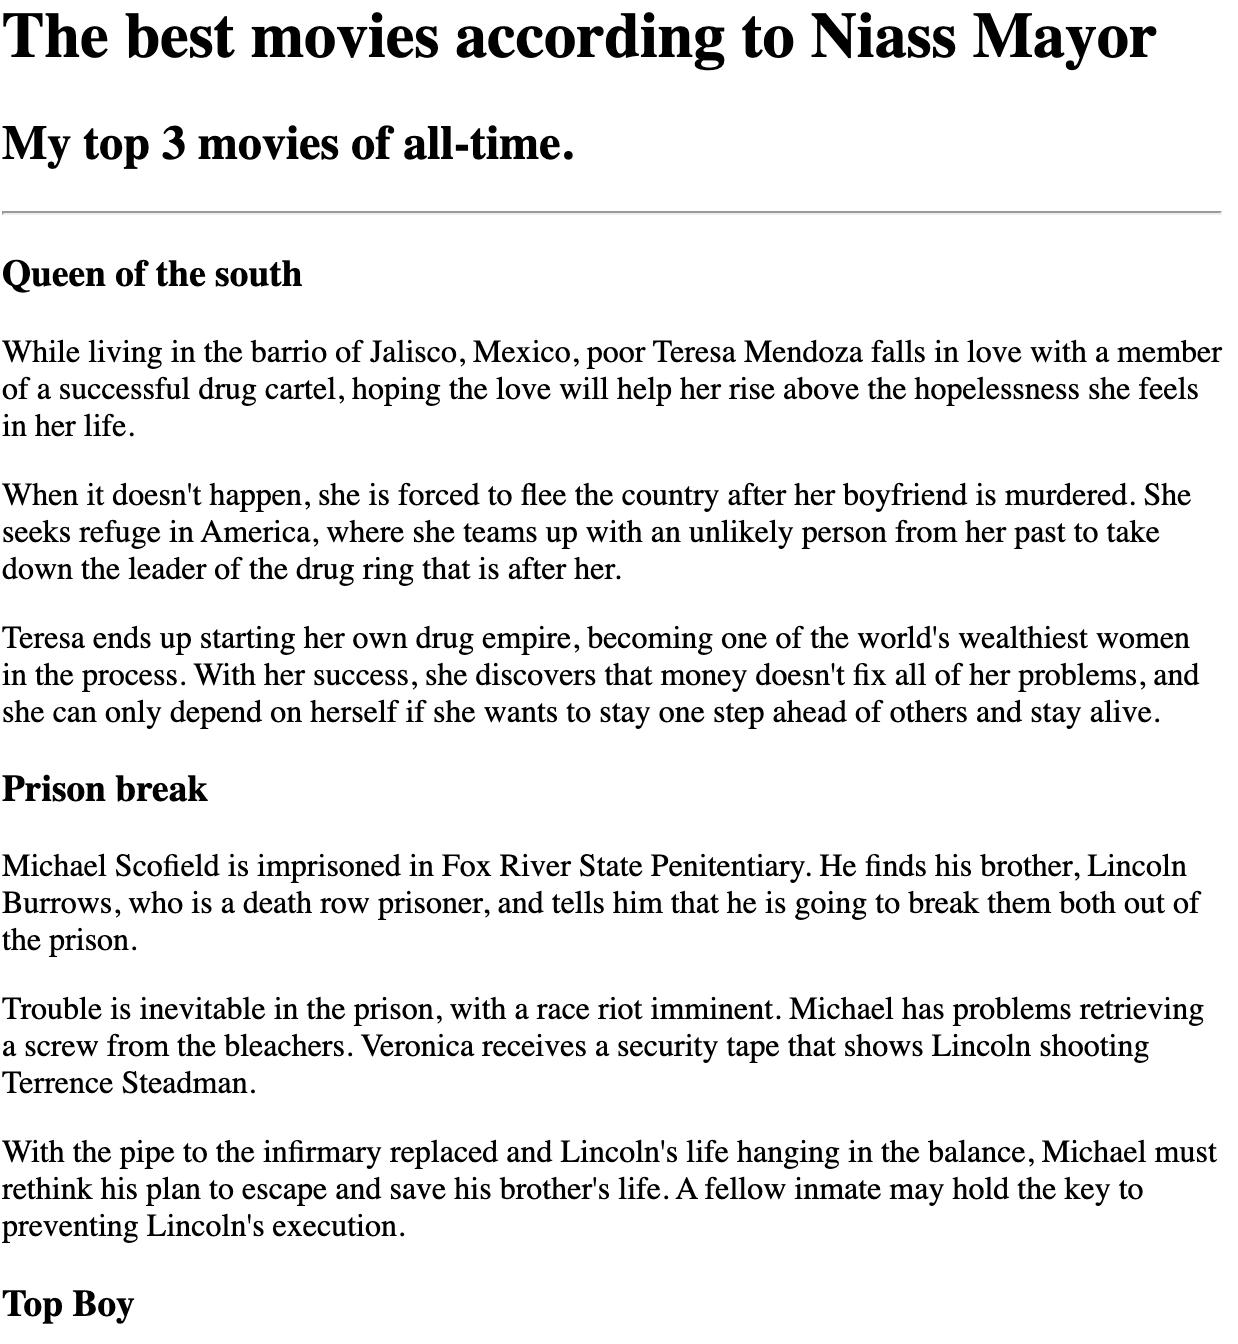 The best movies according to Niass Mayor
My top 3 movies of all-time.
Queen of the south
While living in the barrio of Jalisco, Mexico, poor Teresa Mendoza falls in love with a member
of a successful drug cartel, hoping the love will help her rise above the hopelessness she feels
in her life.
When it doesn't happen, she is forced to flee the country after her boyfriend is murdered. She
seeks refuge in America, where she teams up with an unlikely person from her past to take
down the leader of the drug ring that is after her.
Teresa ends up starting her own drug empire, becoming one of the world's wealthiest women
in the process. With her success, she discovers that money doesn't fix all of her problems, and
she can only depend on herself if she wants to stay one step ahead of others and stay alive.
Prison break
Michael Scofield is imprisoned in Fox River State Penitentiary. He finds his brother, Lincoln
Burrows, who is a death row prisoner, and tells him that he is going to break them both out of
the prison.
Trouble is inevitable in the prison, with a race riot imminent. Michael has problems retrieving
a screw from the bleachers. Veronica receives a security tape that shows Lincoln shooting
Terrence Steadman.
With the pipe to the infirmary replaced and Lincoln's life hanging in the balance, Michael must
rethink his plan to escape and save his brother's life. A fellow inmate may hold the key to
preventing Lincoln's execution.
Top Boy